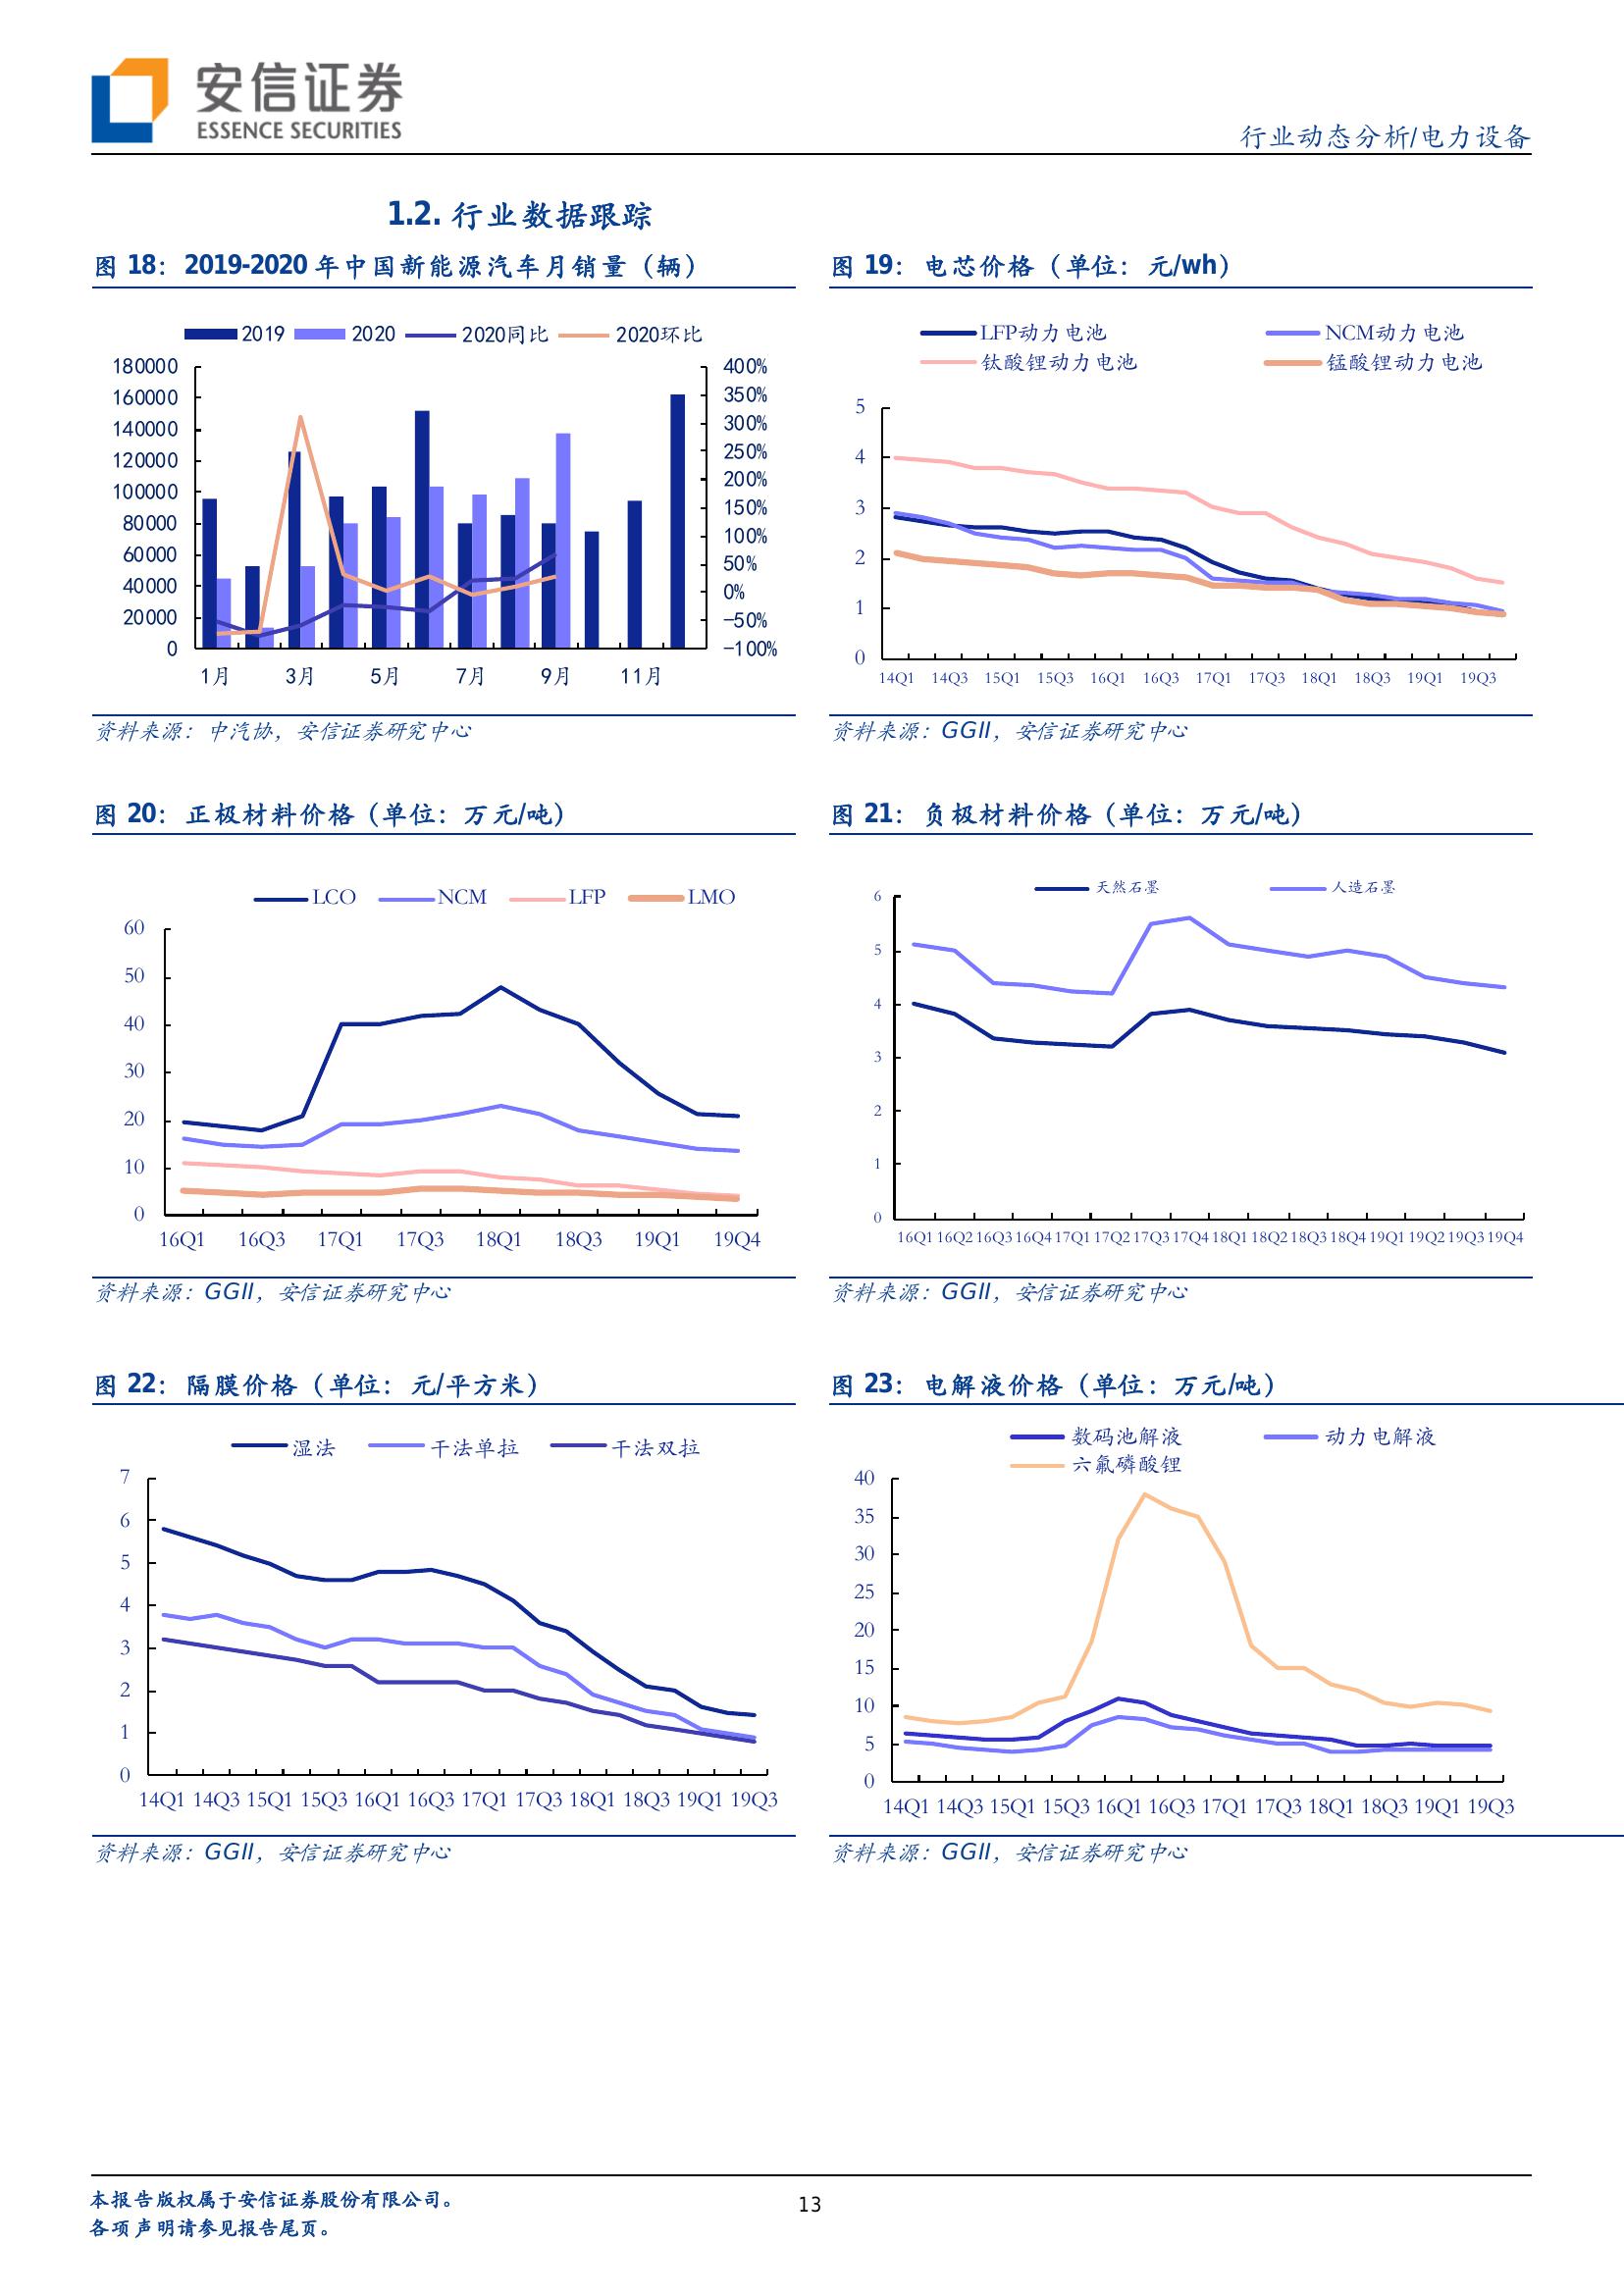 安信证券
ESSENCE SECURITIES
行业动态分析/电力设备
1.2. 行业数据跟踪
图 18：2019-2020 年中国新能源汽车月销量（辆）
2019 2020 2020同比 2020环比
180000
160000
140000
120000
100000
80000
60000
40000
20000
0
400%
350%
300%
250%
200%
150%
100%
50%
0%
-50%
-100%
1月 3月 5月 7月 9月 11月
资料来源：中汽协，安信证券研究中心
图 19：电芯价格（单位：元/wh）
LFP动力电池 NCM动力电池
钛酸锂动力电池 锰酸锂动力电池
5
4
3
2
1
0
14Q1 14Q3 15Q1 15Q3 16Q1 16Q3 17Q1 17Q3 18Q1 18Q3 19Q1 19Q3
资料来源：GGII，安信证券研究中心
图 20：正极材料价格（单位：万元/吨）
LCO NCM LFP LMO
60
50
40
30
20
10
0
16Q1 16Q3 17Q1 17Q3 18Q1 18Q3 19Q1 19Q4
资料来源：GGII，安信证券研究中心
图 21：负极材料价格（单位：万元/吨）
天然石墨 人造石墨
6
5
4
3
2
1
0
16Q1 16Q2 16Q3 16Q4 17Q1 17Q2 17Q3 17Q4 18Q1 18Q2 18Q3 18Q4 19Q1 19Q2 19Q3 19Q4
资料来源：GGII，安信证券研究中心
图 22：隔膜价格（单位：元/平方米）
湿法 干法单拉 干法双拉
7
6
5
4
3
2
1
0
14Q1 14Q3 15Q1 15Q3 16Q1 16Q3 17Q1 17Q3 18Q1 18Q3 19Q1 19Q3
资料来源：GGII，安信证券研究中心
图 23：电解液价格（单位：万元/吨）
数码池解液 动力电解液
六氟磷酸锂
40
35
30
25
20
15
10
5
0
14Q1 14Q3 15Q1 15Q3 16Q1 16Q3 17Q1 17Q3 18Q1 18Q3 19Q1 19Q3
资料来源：GGII，安信证券研究中心
本报告版权属于安信证券股份有限公司。
各项声明请参见报告尾页。
13